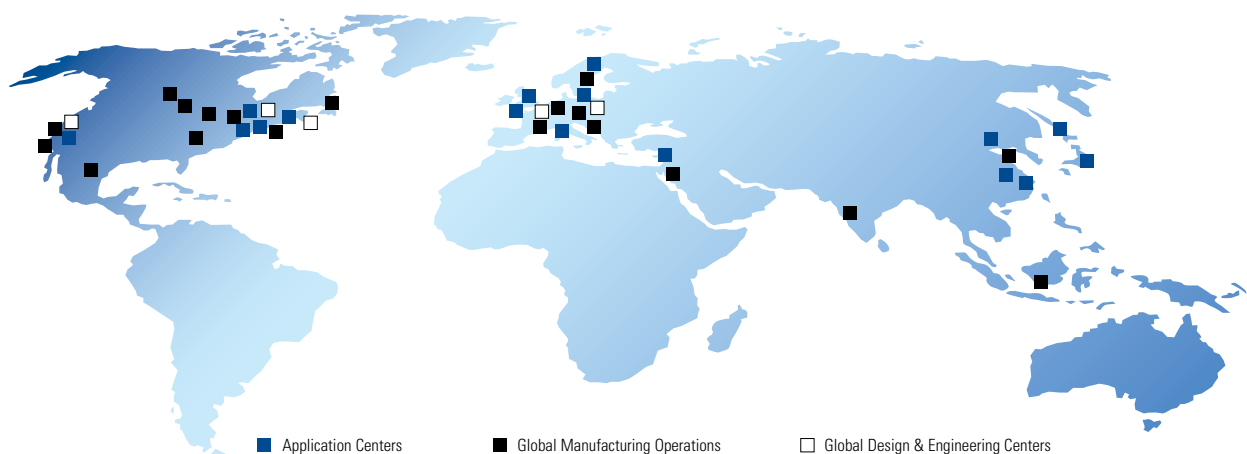 Application Centers
Global Manufacturing Operations
Global Design & Engineering Centers